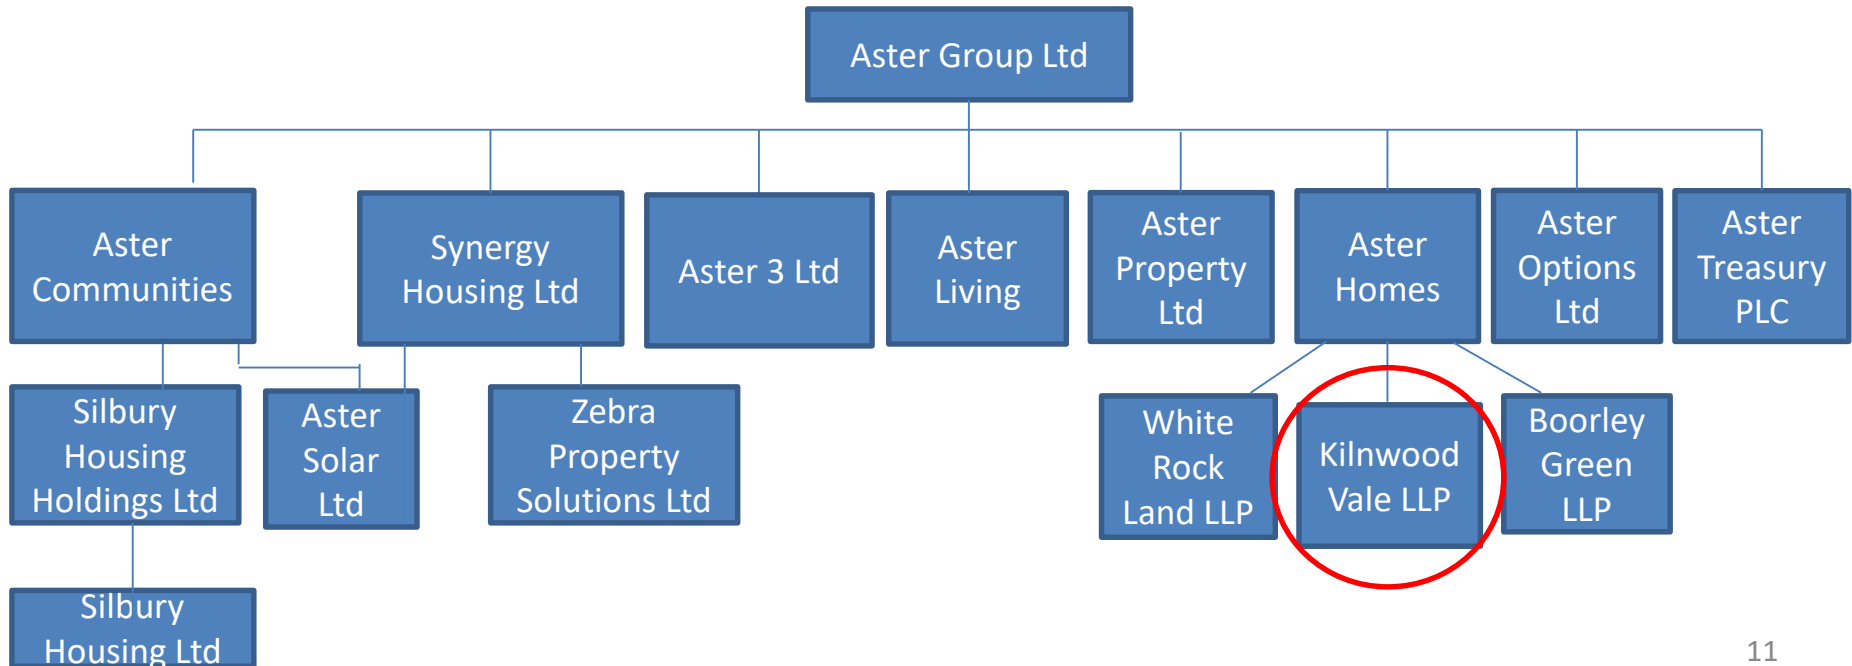 Aster Group Ltd
Aster
Communities
Synergy
Housing Ltd
Aster 3 Ltd
Aster
Living
Aster
Property
Ltd
Aster
Homes
Aster
Options
Ltd
Aster
Treasury
PLC
Silbury
Housing
Holdings Ltd
Aster
Solar
Ltd
Zebra
Property
Solutions Ltd
White
Rock
Land LLP
Kilnwood
Vale LLP
Boorley
Green
LLP
Silbury
Housing Ltd
11